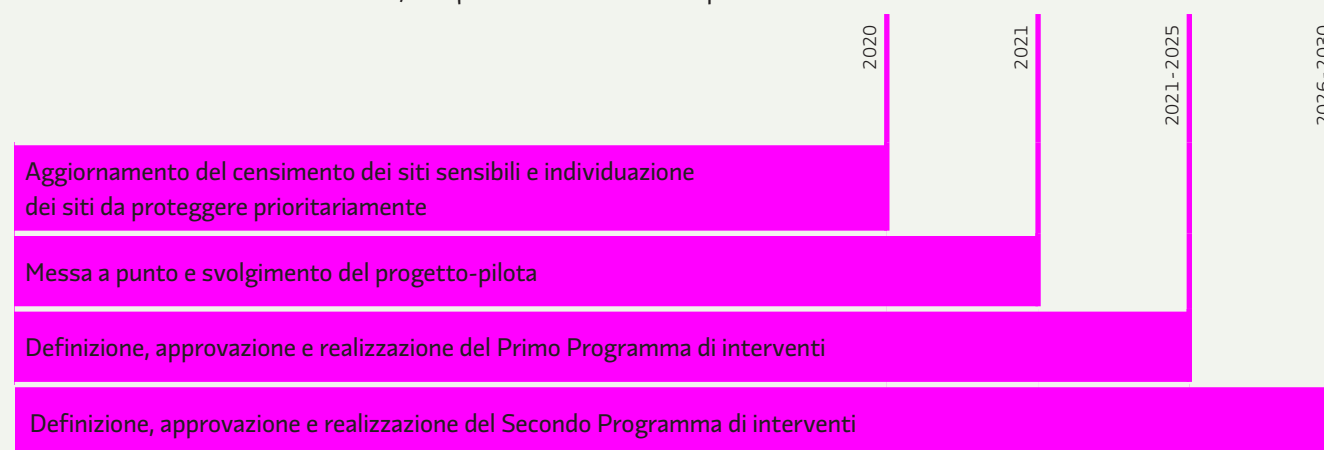 2020
2021
2021-2025
2026-2030
Aggiornamento del censimento dei siti sensibili e individuazione
dei siti da proteggere prioritariamente
Messa a punto e svolgimento del progetto-pilota
Definizione, approvazione e realizzazione del Primo Programma di interventi
Definizione, approvazione e realizzazione del Secondo Programma di interventi